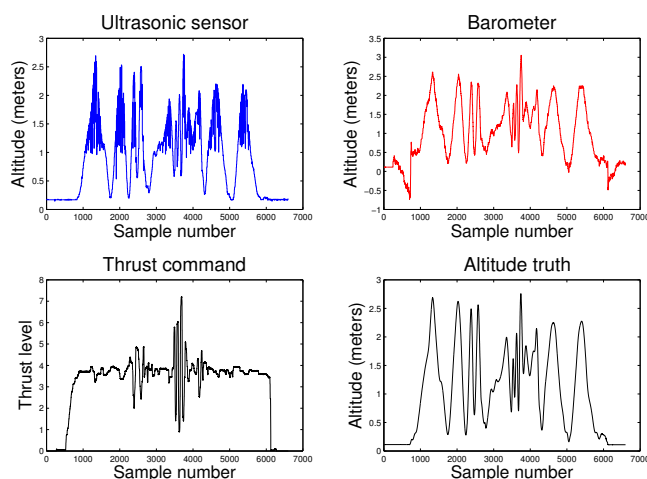 Ultrasonic sensor
3
2.5
2
1.5
1
0.5
0
0 1000 2000 3000 4000 5000 6000 7000
Altitude (meters)
Sample number
Barometer
3.5
3
2.5
2
1.5
1
0.5
0
−0.5
−1
0 1000 2000 3000 4000 5000 6000 7000
Altitude (meters)
Sample number
Thrust command
8
7
6
5
4
3
2
1
0
0 1000 2000 3000 4000 5000 6000 7000
Thrust level
Sample number
Altitude truth
3
2.5
2
1.5
1
0.5
0
0 1000 2000 3000 4000 5000 6000 7000
Altitude (meters)
Sample number